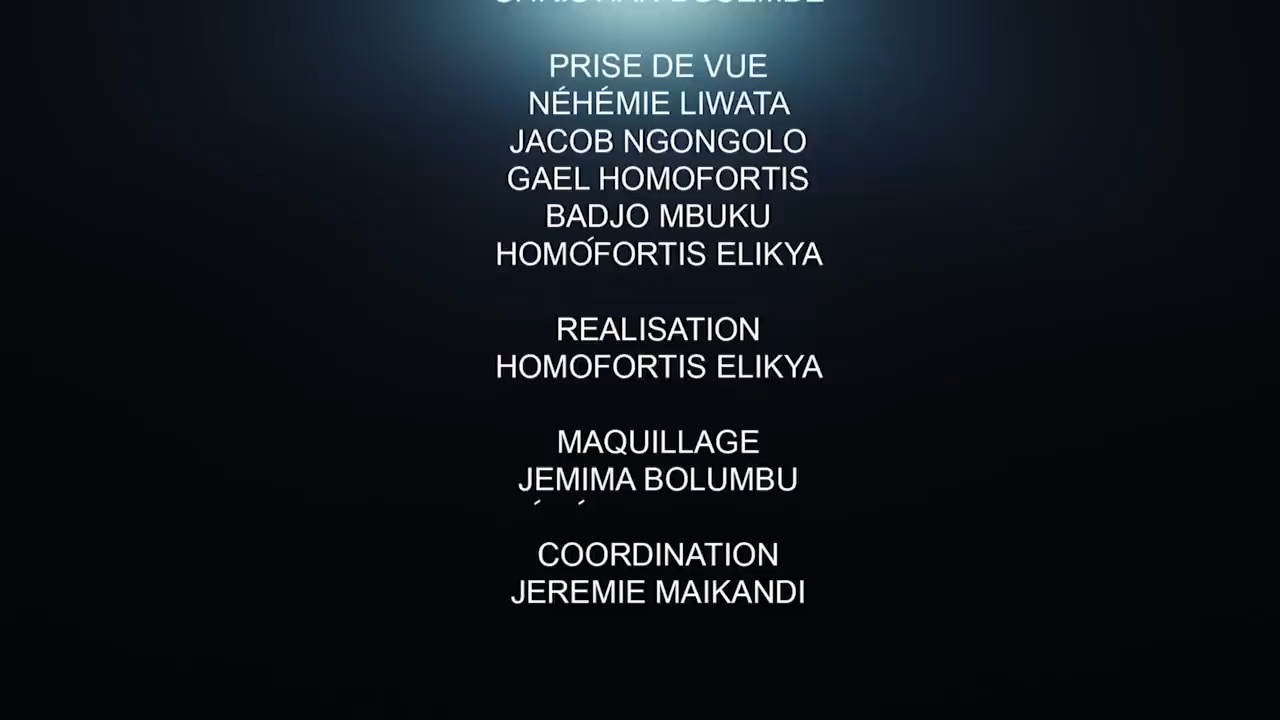 PRISE DE VUE
NÉHÉMIE LIWATA
JACOB NGONGOLO
GAEL HOMOFORTIS
BADJO MBUKU
HOMOFORTIS ELIKYA
REALISATION
HOMOFORTIS ELIKYA
MAQUILLAGE
JEMIMA BOLUMBU
COORDINATION
JEREMIE MAIKANDI